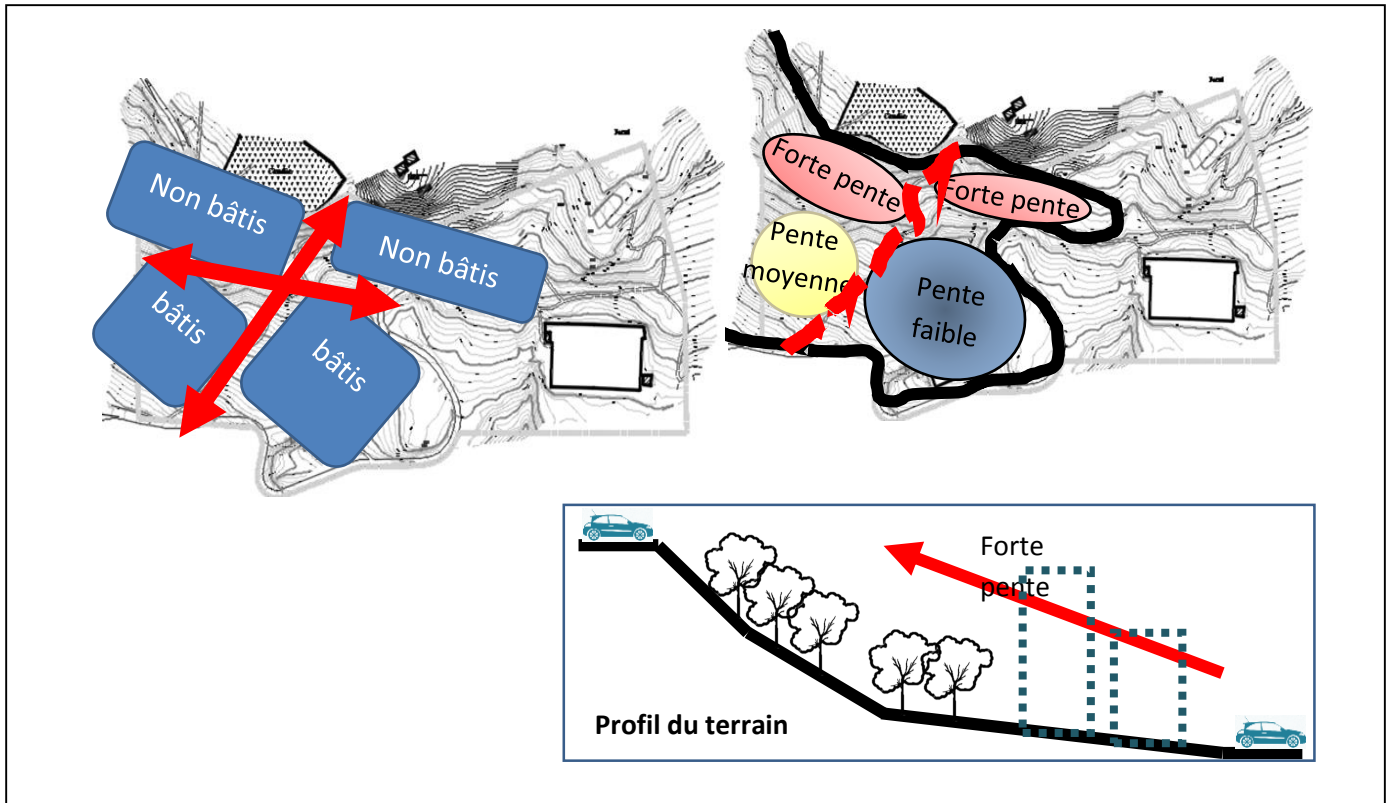 Non bâtis
Non bâtis
bâtis
bâtis
Forte pente
Forte pente
Pente
moyenne
Pente
faible
Forte
pente
Profil du terrain